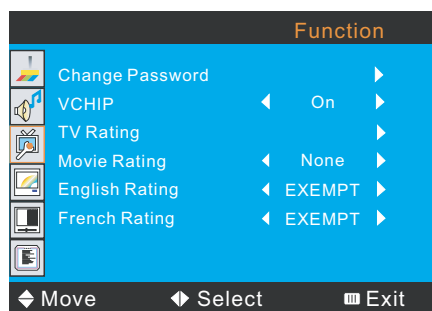 Function
Change Password
VCHIP On
TV Rating
Movie Rating None
English Rating EXEMPT
French Rating EXEMPT
Move Select Exit